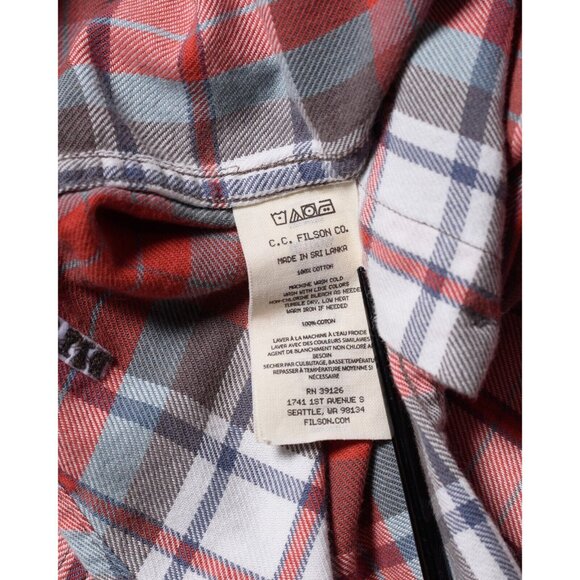 C.C. FILSON CO.
MADE IN SRI LANKA
100% COTTON
MACHINE WASH COLD
WASH WITH LIKE COLORS
NON-CHLORINE BLEACH AS NEEDED
TUMBLE DRY, LOW HEAT
WARM IRON IF NEEDED
100% COTON
LAVER À LA MACHINE À L'EAU FROIDE
LAVER AVEC DES COULEURS SIMILAIRES
AGENT DE BLANCHIMENT NON CHLORÉ AU
BESOIN
SECHER PAR CULBUTAGE, BASSE TEMPÉRATURE
REPASSER À TEMPÉRATURE MOYENNE SI
NÉCESSAIRE
RN 39126
1741 1ST AVENUE S
SEATTLE, WA 98134
FILSON.COM